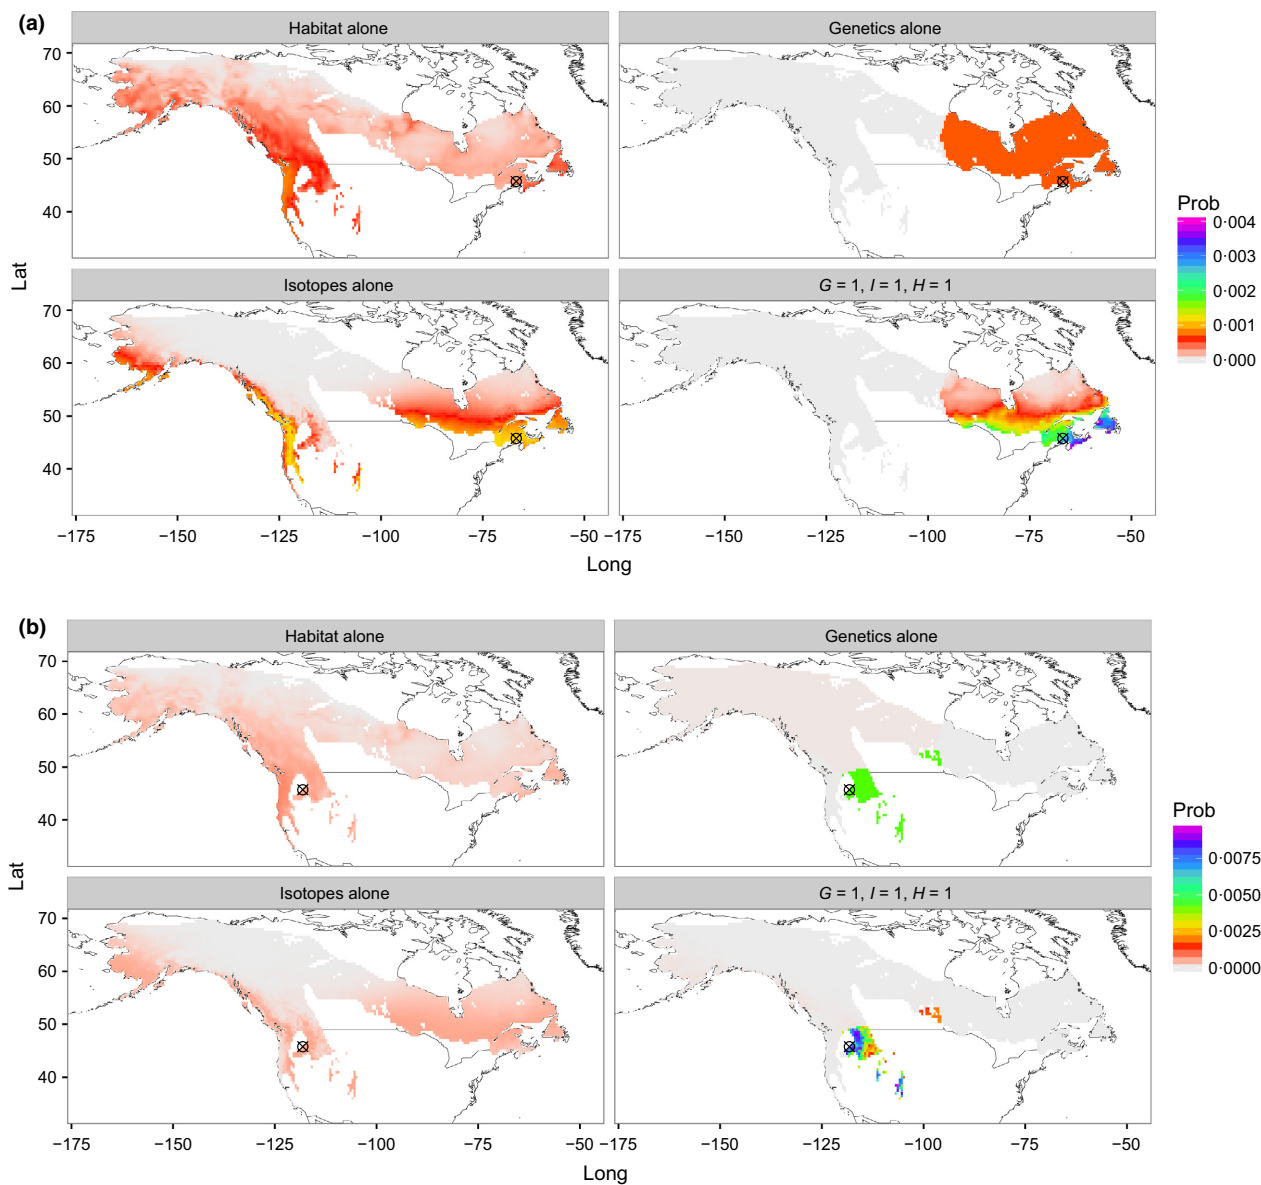 (a)
Habitat alone
Genetics alone
70
60
50
40
Isotopes alone
G = 1, I = 1, H = 1
70
60
50
40
Lat
−175 −150 −125 −100 −75 −50 −175 −150 −125 −100 −75 −50
Long
Prob
0·004
0·003
0·002
0·001
0·000
(b)
Habitat alone
Genetics alone
70
60
50
40
Isotopes alone
G = 1, I = 1, H = 1
70
60
50
40
Lat
−175 −150 −125 −100 −75 −50 −175 −150 −125 −100 −75 −50
Long
Prob
0·0075
0·0050
0·0025
0·0000